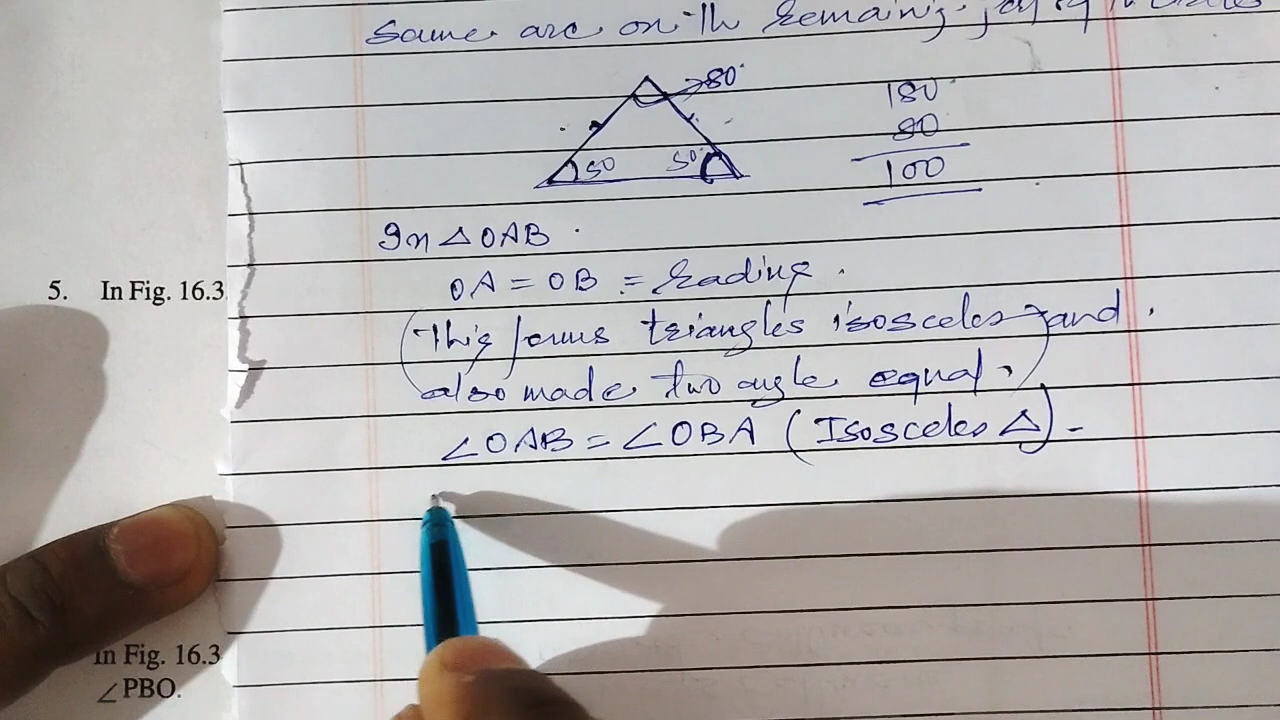 Same arc on th remaining
80°
50 50°
180°
80
100
In △OAB.
OA = OB = Radius.
(This forms triangles isosceles and
also made two angle equal.)
∠OAB = ∠OBA (Isosceles △) -
5. In Fig. 16.3
In Fig. 16.3
∠PBO.